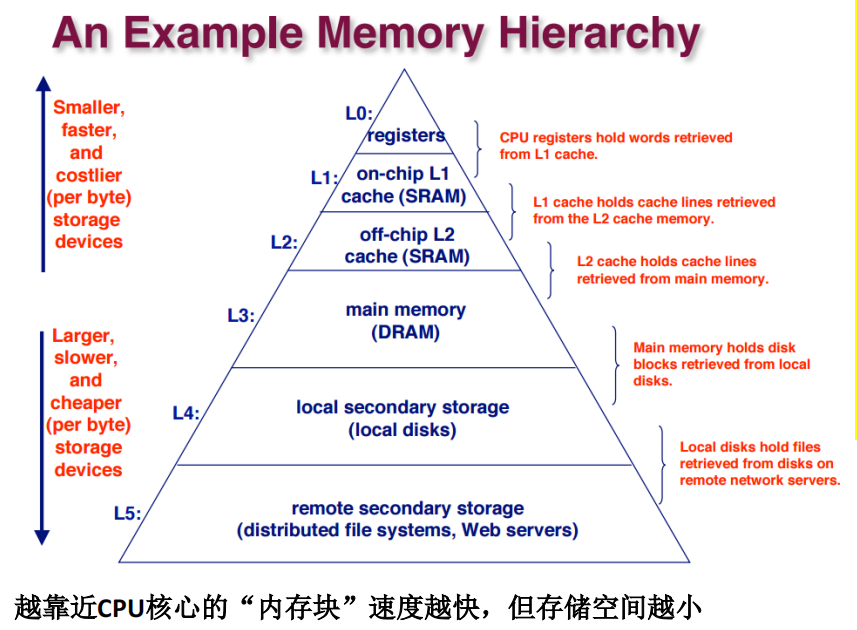 An Example Memory Hierarchy
Smaller,
faster,
and
costlier
(per byte)
storage
devices
Larger,
slower,
and
cheaper
(per byte)
storage
devices
L0:
registers
CPU registers hold words retrieved
from L1 cache.
L1:
on-chip L1
cache (SRAM)
L1 cache holds cache lines retrieved
from the L2 cache memory.
L2:
off-chip L2
cache (SRAM)
L2 cache holds cache lines
retrieved from main memory.
L3:
main memory
(DRAM)
Main memory holds disk
blocks retrieved from local
disks.
L4:
local secondary storage
(local disks)
Local disks hold files
retrieved from disks on
remote network servers.
L5:
remote secondary storage
(distributed file systems, Web servers)
越靠近CPU核心的“内存块”速度越快，但存储空间越小